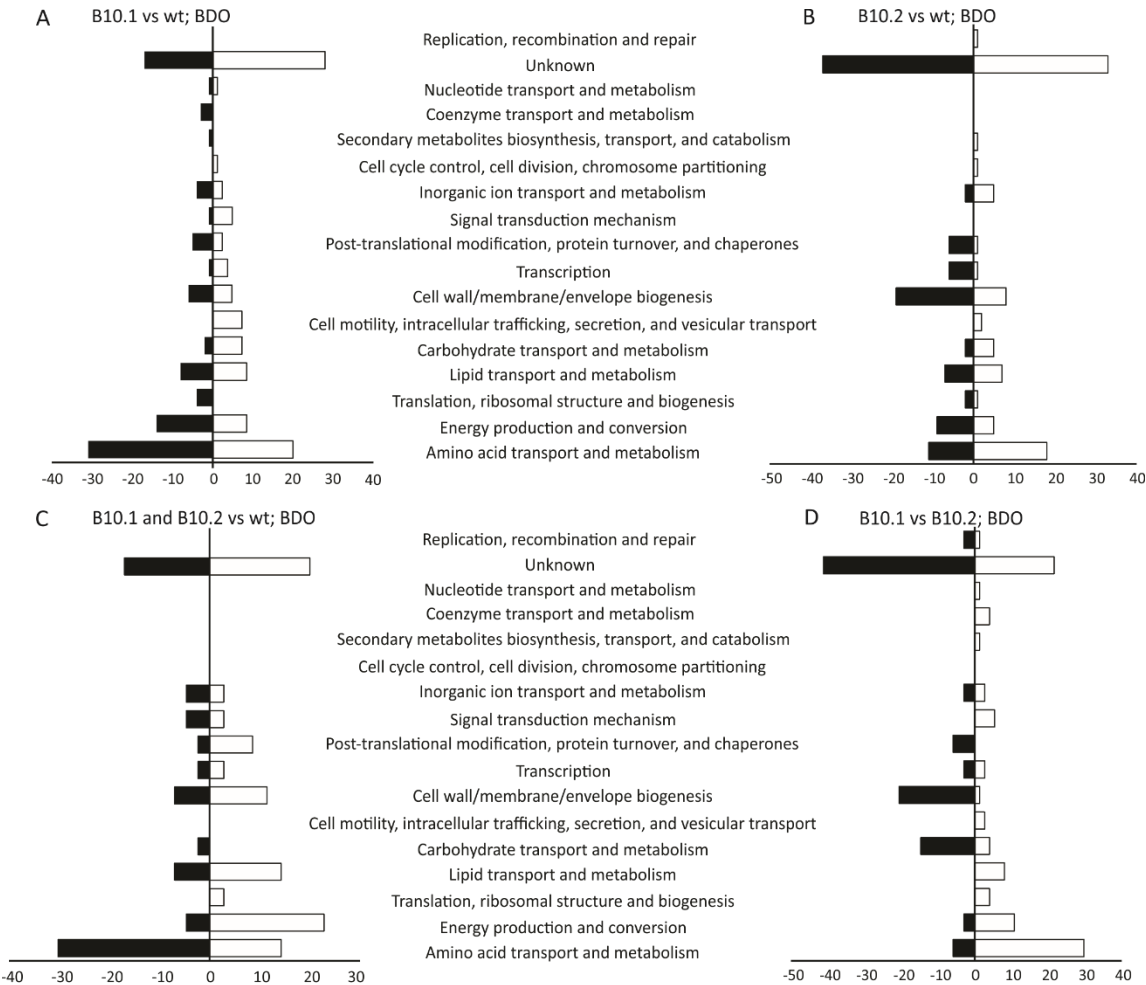 A
B10.1 vs wt; BDO
B
B10.2 vs wt; BDO
Replication, recombination and repair
Unknown
Nucleotide transport and metabolism
Coenzyme transport and metabolism
Secondary metabolites biosynthesis, transport, and catabolism
Cell cycle control, cell division, chromosome partitioning
Inorganic ion transport and metabolism
Signal transduction mechanism
Post-translational modification, protein turnover, and chaperones
Transcription
Cell wall/membrane/envelope biogenesis
Cell motility, intracellular trafficking, secretion, and vesicular transport
Carbohydrate transport and metabolism
Lipid transport and metabolism
Translation, ribosomal structure and biogenesis
Energy production and conversion
Amino acid transport and metabolism
-40 -30 -20 -10 0 10 20 30 40
-50 -40 -30 -20 -10 0 10 20 30 40
C
B10.1 and B10.2 vs wt; BDO
D
B10.1 vs B10.2; BDO
Replication, recombination and repair
Unknown
Nucleotide transport and metabolism
Coenzyme transport and metabolism
Secondary metabolites biosynthesis, transport, and catabolism
Cell cycle control, cell division, chromosome partitioning
Inorganic ion transport and metabolism
Signal transduction mechanism
Post-translational modification, protein turnover, and chaperones
Transcription
Cell wall/membrane/envelope biogenesis
Cell motility, intracellular trafficking, secretion, and vesicular transport
Carbohydrate transport and metabolism
Lipid transport and metabolism
Translation, ribosomal structure and biogenesis
Energy production and conversion
Amino acid transport and metabolism
-40 -30 -20 -10 0 10 20 30
-50 -40 -30 -20 -10 0 10 20 30 40